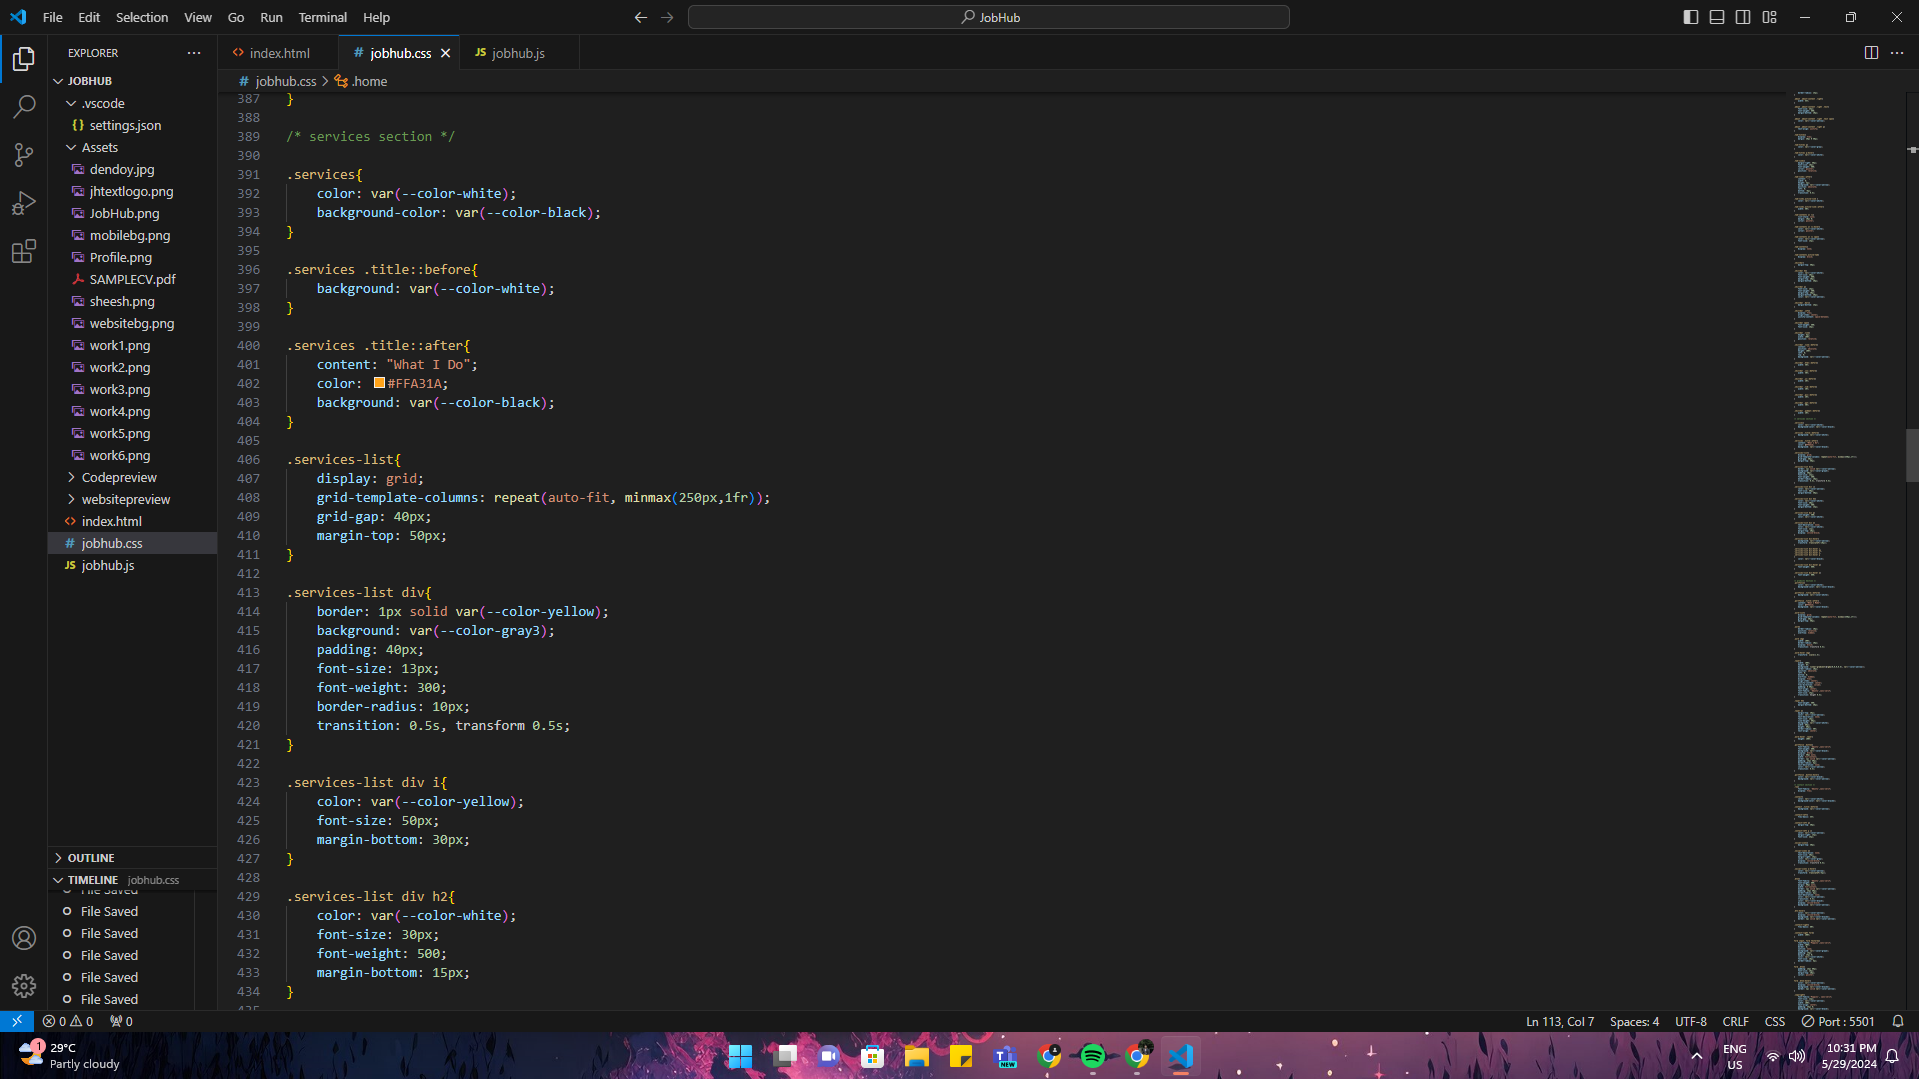 File Edit Selection View Go Run Terminal Help
JobHub
EXPLORER
index.html
# jobhub.css
JS jobhub.js
# jobhub.css > .home
JOBHUB
.vscode
{} settings.json
Assets
dendoy.jpg
jhtextlogo.png
JobHub.png
mobilebg.png
Profile.png
SAMPLECV.pdf
sheesh.png
websitebg.png
work1.png
work2.png
work3.png
work4.png
work5.png
work6.png
Codepreview
websitepreview
<> index.html
# jobhub.css
JS jobhub.js
OUTLINE
TIMELINE jobhub.css
File Saved
File Saved
File Saved
File Saved
File Saved
File Saved
387 }
388
389 /* services section */
390
391 .services{
392 color: var(--color-white);
393 background-color: var(--color-black);
394 }
395
396 .services .title::before{
397 background: var(--color-white);
398 }
399
400 .services .title::after{
401 content: "What I Do";
402 color: #FFA31A;
403 background: var(--color-black);
404 }
405
406 .services-list{
407 display: grid;
408 grid-template-columns: repeat(auto-fit, minmax(250px,1fr));
409 grid-gap: 40px;
410 margin-top: 50px;
411 }
412
413 .services-list div{
414 border: 1px solid var(--color-yellow);
415 background: var(--color-gray3);
416 padding: 40px;
417 font-size: 13px;
418 font-weight: 300;
419 border-radius: 10px;
420 transition: 0.5s, transform 0.5s;
421 }
422
423 .services-list div i{
424 color: var(--color-yellow);
425 font-size: 50px;
426 margin-bottom: 30px;
427 }
428
429 .services-list div h2{
430 color: var(--color-white);
431 font-size: 30px;
432 font-weight: 500;
433 margin-bottom: 15px;
434 }
435
0 0 0
Ln 113, Col 7 Spaces: 4 UTF-8 CRLF CSS Port : 5501
1
29°C
Partly cloudy
NEW
ENG
US
10:31 PM
5/29/2024